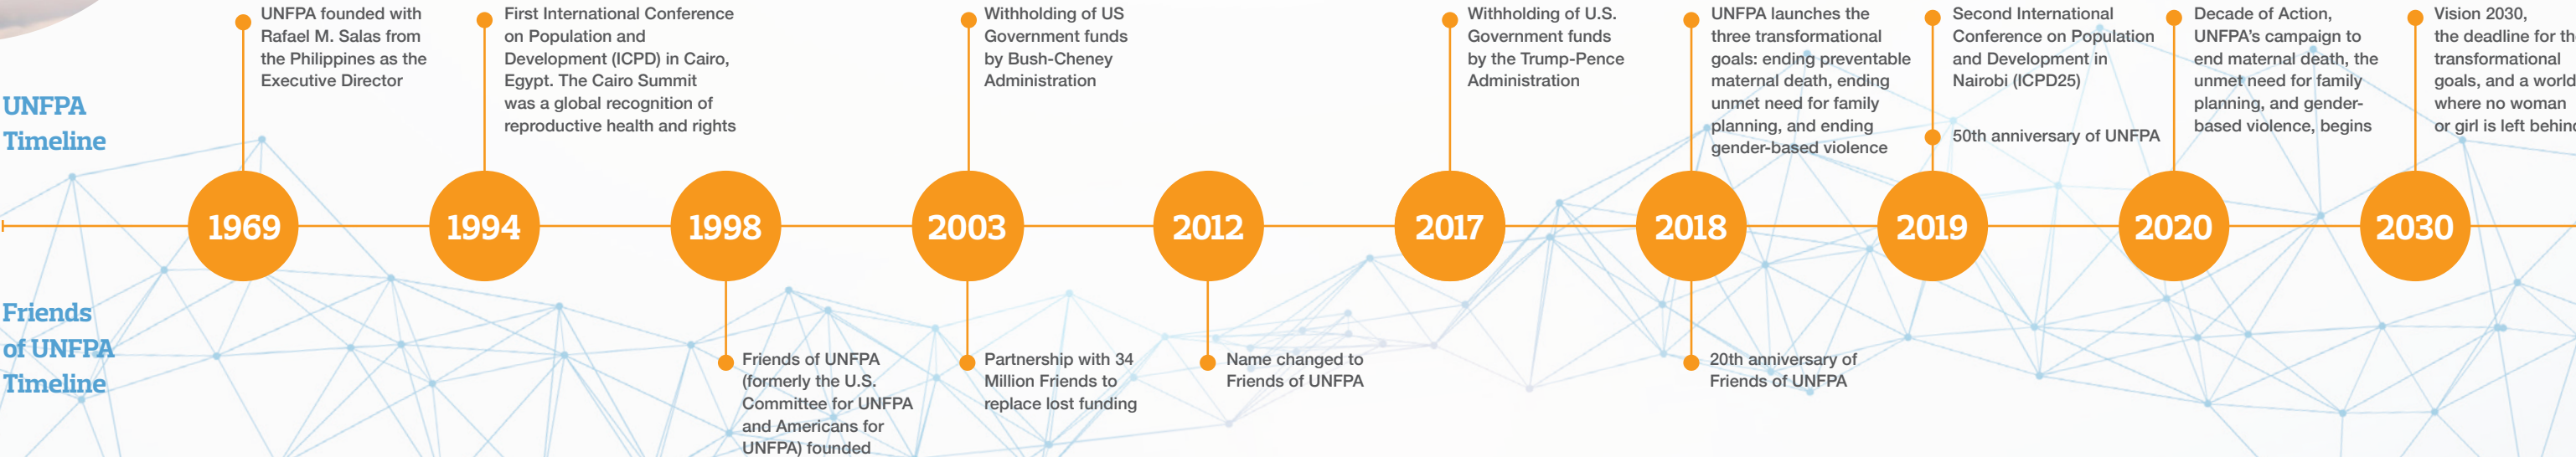 UNFPA founded with
Rafael M. Salas from
the Philippines as the
Executive Director
First International Conference
on Population and
Development (ICPD) in Cairo,
Egypt. The Cairo Summit
was a global recognition of
reproductive health and rights
Withholding of US
Government funds
by Bush-Cheney
Administration
Withholding of U.S.
Government funds
by the Trump-Pence
Administration
UNFPA launches the
three transformational
goals: ending preventable
maternal death, ending
unmet need for family
planning, and ending
gender-based violence
Second International
Conference on Population
and Development in
Nairobi (ICPD25)
50th anniversary of UNFPA
Decade of Action,
UNFPA's campaign to
end maternal death, the
unmet need for family
planning, and gender-
based violence, begins
Vision 2030,
the deadline for
transformational
goals, and a world
where no woman
or girl is left
UNFPA
Timeline
1969
1994
1998
2003
2012
2017
2018
2019
2020
2030
Friends
of UNFPA
Timeline
Friends of UNFPA
(formerly the U.S.
Committee for UNFPA
and Americans for
UNFPA) founded
Partnership with 34
Million Friends to
replace lost funding
Name changed to
Friends of UNFPA
20th anniversary of
Friends of UNFPA